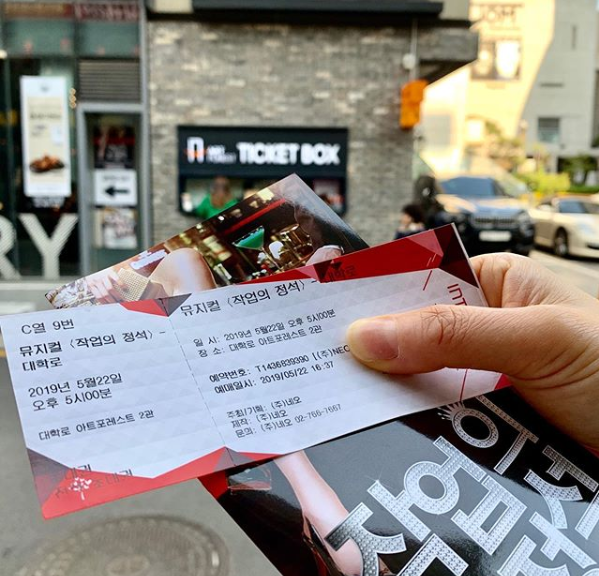 TICKET BOX
RY
C열 9번
뮤지컬 〈작업의 정석〉 -
대학로
2019년 5월22일
오후 5시00분
대학로 아트포레스트 2관
뮤지컬 〈작업의 정석〉 -
일 시: 2019년 5월22일 오후 5시00분
장 소: 대학로 아트포레스트 2관
예약번호: T1436839390 [(주)NEO
예매일시: 2019/05/22 16:37
주최/기획: (주)네오
제작: (주)네오
문의: (주)네오 02-766-7667